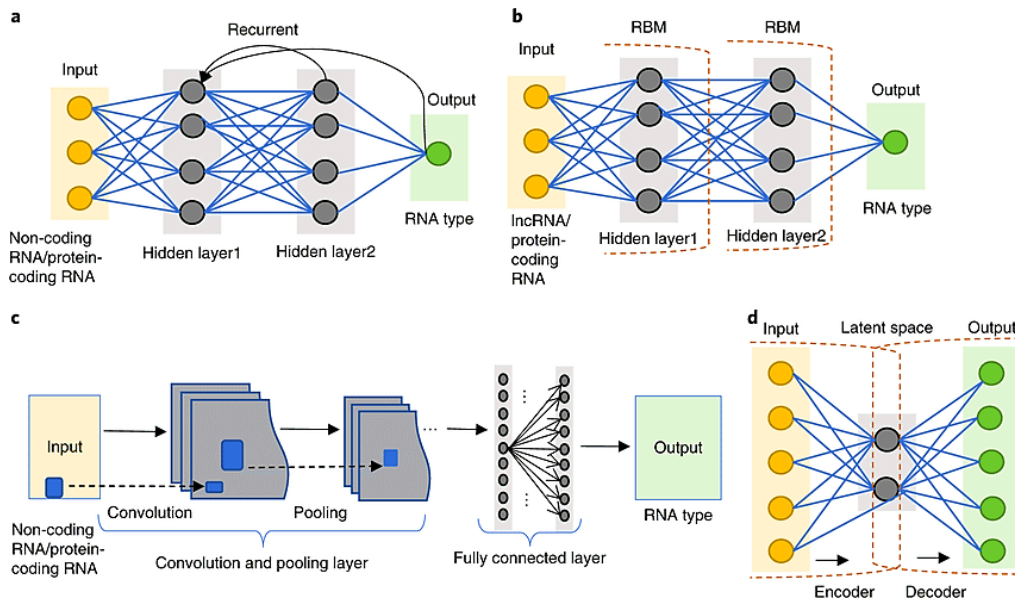 a
Recurrent
Input
Output
RNA type
Non-coding
RNA/protein-
coding RNA
Hidden layer1
Hidden layer2
b
RBM
RBM
Input
Output
RNA type
lncRNA/
protein-
coding
RNA
Hidden layer1
Hidden layer2
c
Input
Non-coding
RNA/protein-
coding RNA
Convolution
Pooling
Convolution and pooling layer
...
...
...
Fully connected layer
Output
RNA type
d
Input
Latent space
Output
Encoder
Decoder